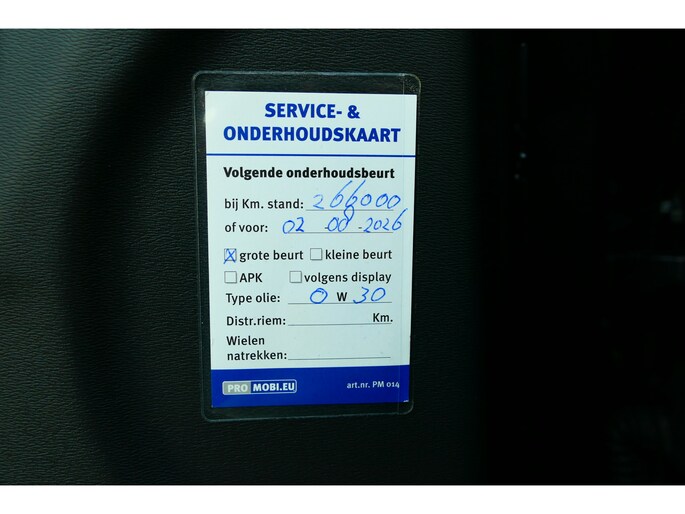 SERVICE- &
ONDERHOUDSKAART
Volgende onderhoudsbeurt
bij Km. stand: 266000
of voor: 02-08-2026
☒ grote beurt ☐ kleine beurt
☐ APK ☐ volgens display
Type olie: 0 W 30
Distr.riem: Km.
Wielen
natrekken:
PRO MOBI.EU art.nr. PM 014